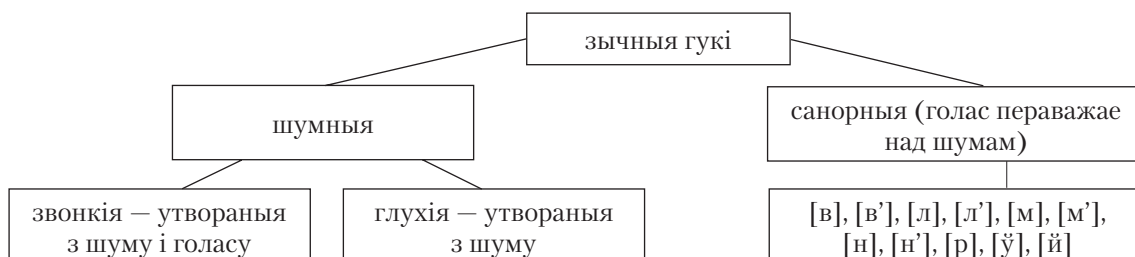 зычныя гукі
шумныя
санорныя (голас пераважае
над шумам)
звонкія — утвораныя
з шуму і голасу
глухія — утвораныя
з шуму
[в], [в’], [л], [л’], [м], [м’],
[н], [н’], [р], [ў], [й]